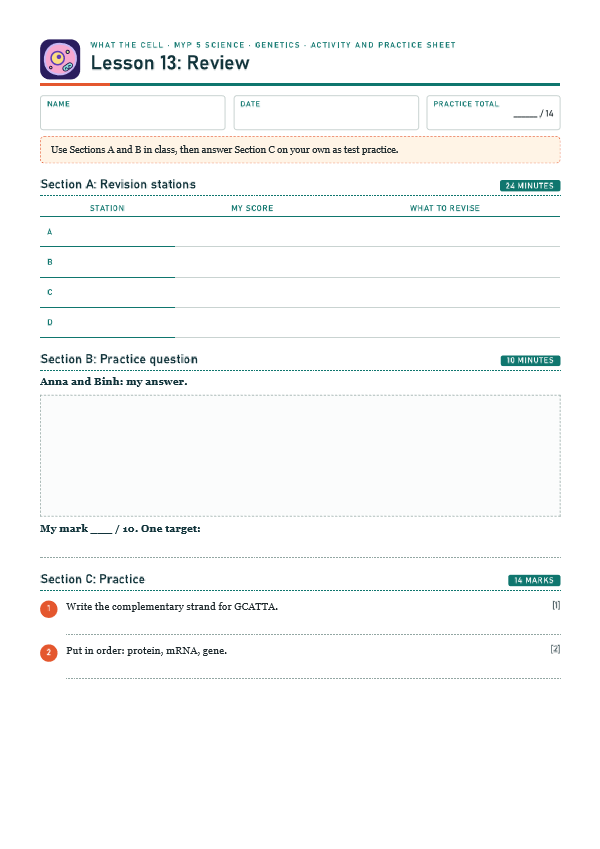 WHAT THE CELL · MYP 5 SCIENCE · GENETICS · ACTIVITY AND PRACTICE SHEET
Lesson 13: Review
NAME
DATE
PRACTICE TOTAL
_____ / 14
Use Sections A and B in class, then answer Section C on your own as test practice.
Section A: Revision stations
24 MINUTES
STATION MY SCORE WHAT TO REVISE
A
B
C
D
Section B: Practice question
10 MINUTES
Anna and Binh: my answer.
My mark ____ / 10. One target:
Section C: Practice
14 MARKS
1 Write the complementary strand for GCATTA. [1]
2 Put in order: protein, mRNA, gene. [2]